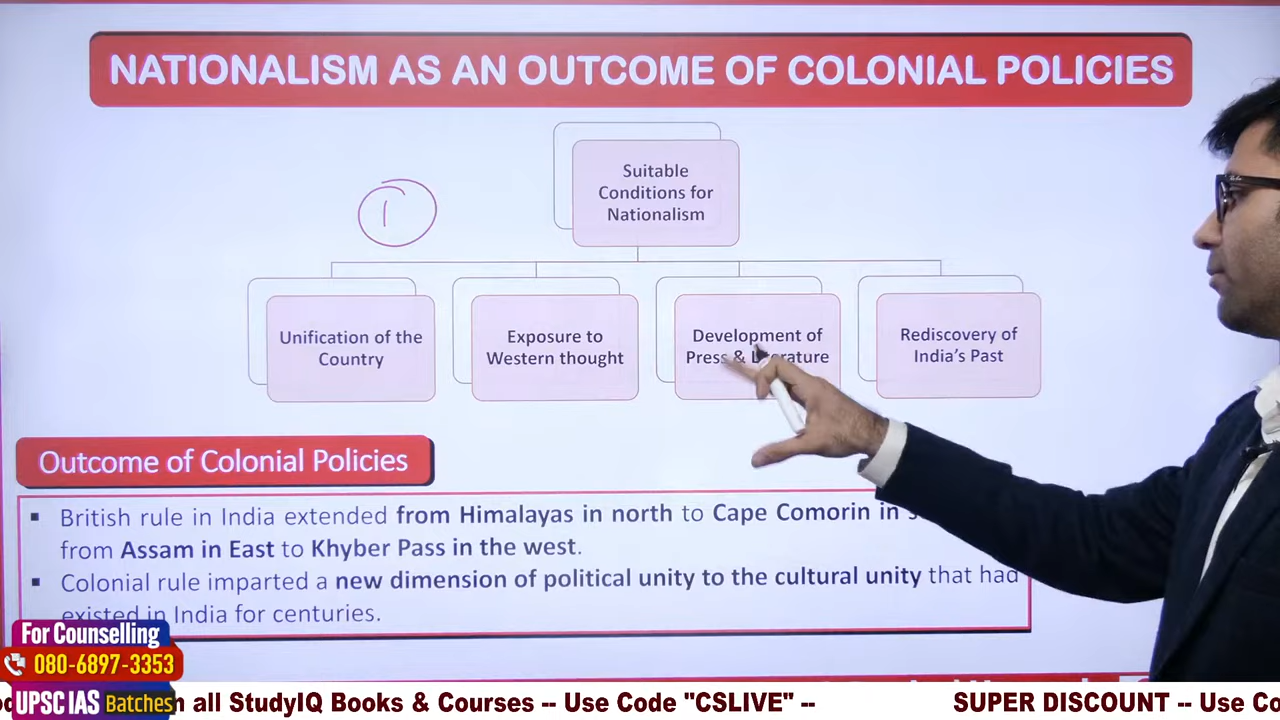 NATIONALISM AS AN OUTCOME OF COLONIAL POLICIES
Suitable
Conditions for
Nationalism
1
Unification of the
Country
Exposure to
Western thought
Development of
Press & Literature
Rediscovery of
India's Past
Outcome of Colonial Policies
▪ British rule in India extended from Himalayas in north to Cape Comorin in
from Assam in East to Khyber Pass in the west.
▪ Colonial rule imparted a new dimension of political unity to the cultural unity that had
existed in India for centuries.
For Counselling
080-6897-3353
UPSC IAS Batches
all StudyIQ Books & Courses -- Use Code "CSLIVE" -- SUPER DISCOUNT -- Use